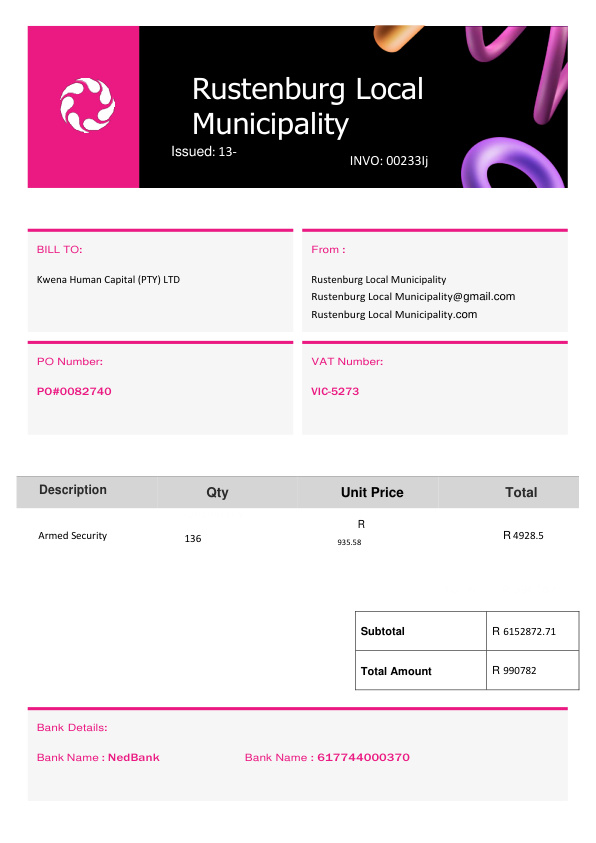 Rustenburg Local
Municipality
Issued: 13-
INVO: 00233Ij
BILL TO:
Kwena Human Capital (PTY) LTD
From :
Rustenburg Local Municipality
Rustenburg Local Municipality@gmail.com
Rustenburg Local Municipality.com
PO Number:
PO#0082740
VAT Number:
VIC-5273
Description Qty Unit Price Total
Armed Security 136 R 935.58 R 4928.5
Subtotal R 6152872.71
Total Amount R 990782
Bank Details:
Bank Name : NedBank Bank Name : 617744000370